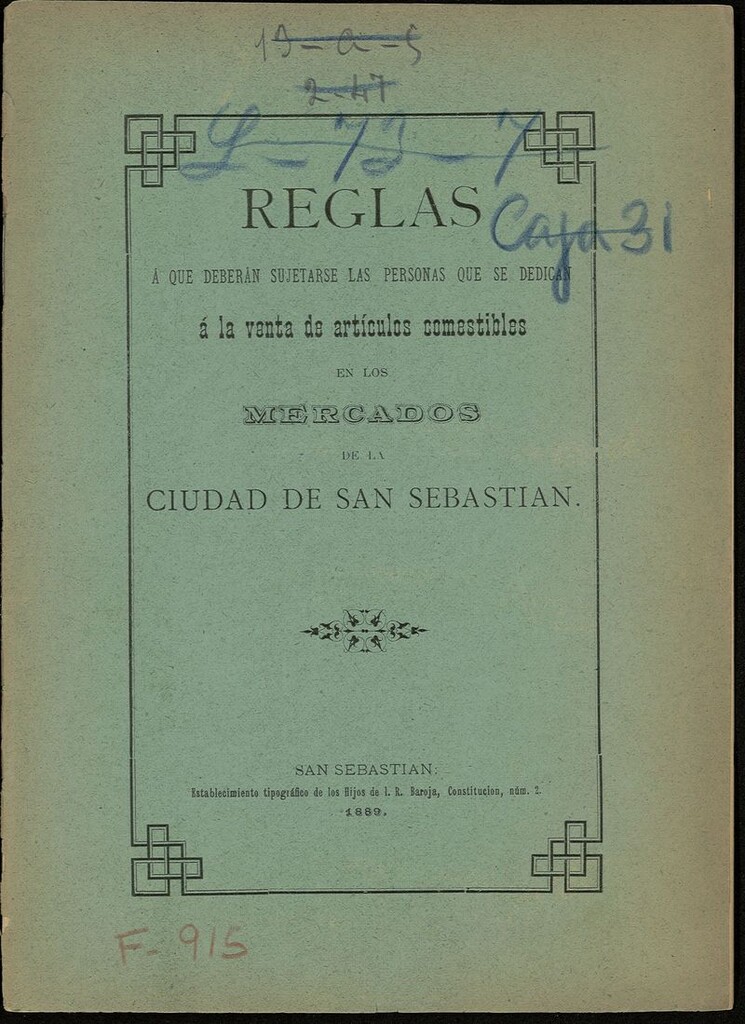 19-a-5
2-47
L-73-7
REGLAS
Caja 31
Á QUE DEBERÁN SUJETARSE LAS PERSONAS QUE SE DEDICAN
á la venta de artículos comestibles
EN LOS
MERCADOS
DE LA
CIUDAD DE SAN SEBASTIAN.
SAN SEBASTIAN:
Establecimiento tipográfico de los Hijos de I. R. Baroja, Constitucion, núm. 2.
1889.
F-915